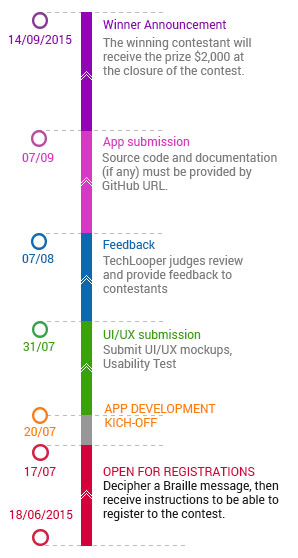 Winner Announcement
14/09/2015
The winning contestant will
receive the prize $2,000 at
the closure of the contest.
App submission
07/09
Source code and documentation
(if any) must be provided by
GitHub URL.
Feedback
07/08
TechLooper judges review
and provide feedback to
contestants
UI/UX submission
31/07
Submit UI/UX mockups,
Usability Test
APP DEVELOPMENT
KICH-OFF
20/07
OPEN FOR REGISTRATIONS
17/07
Decipher a Braille message, then
receive instructions to be able to
register to the contest.
18/06/2015